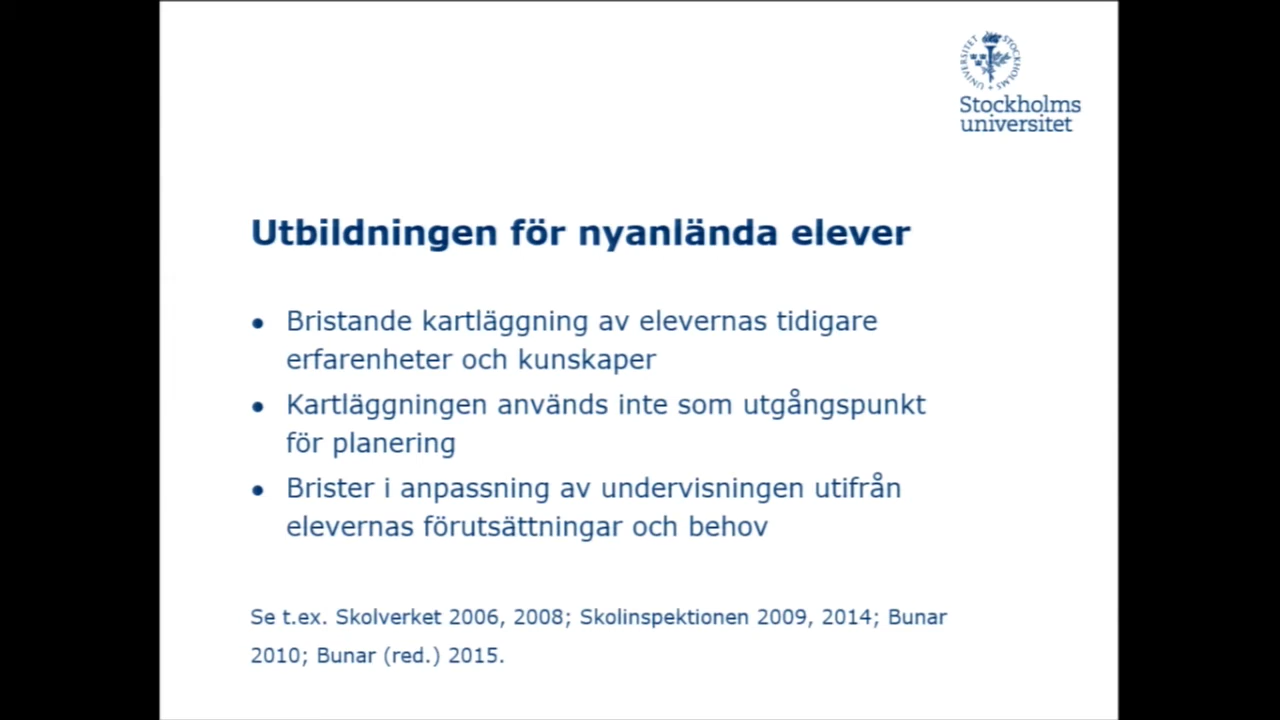 STOCKHOLMS UNIVERSITET
Stockholms
universitet
Utbildningen för nyanlända elever
• Bristande kartläggning av elevernas tidigare
erfarenheter och kunskaper
• Kartläggningen används inte som utgångspunkt
för planering
• Brister i anpassning av undervisningen utifrån
elevernas förutsättningar och behov
Se t.ex. Skolverket 2006, 2008; Skolinspektionen 2009, 2014; Bunar
2010; Bunar (red.) 2015.